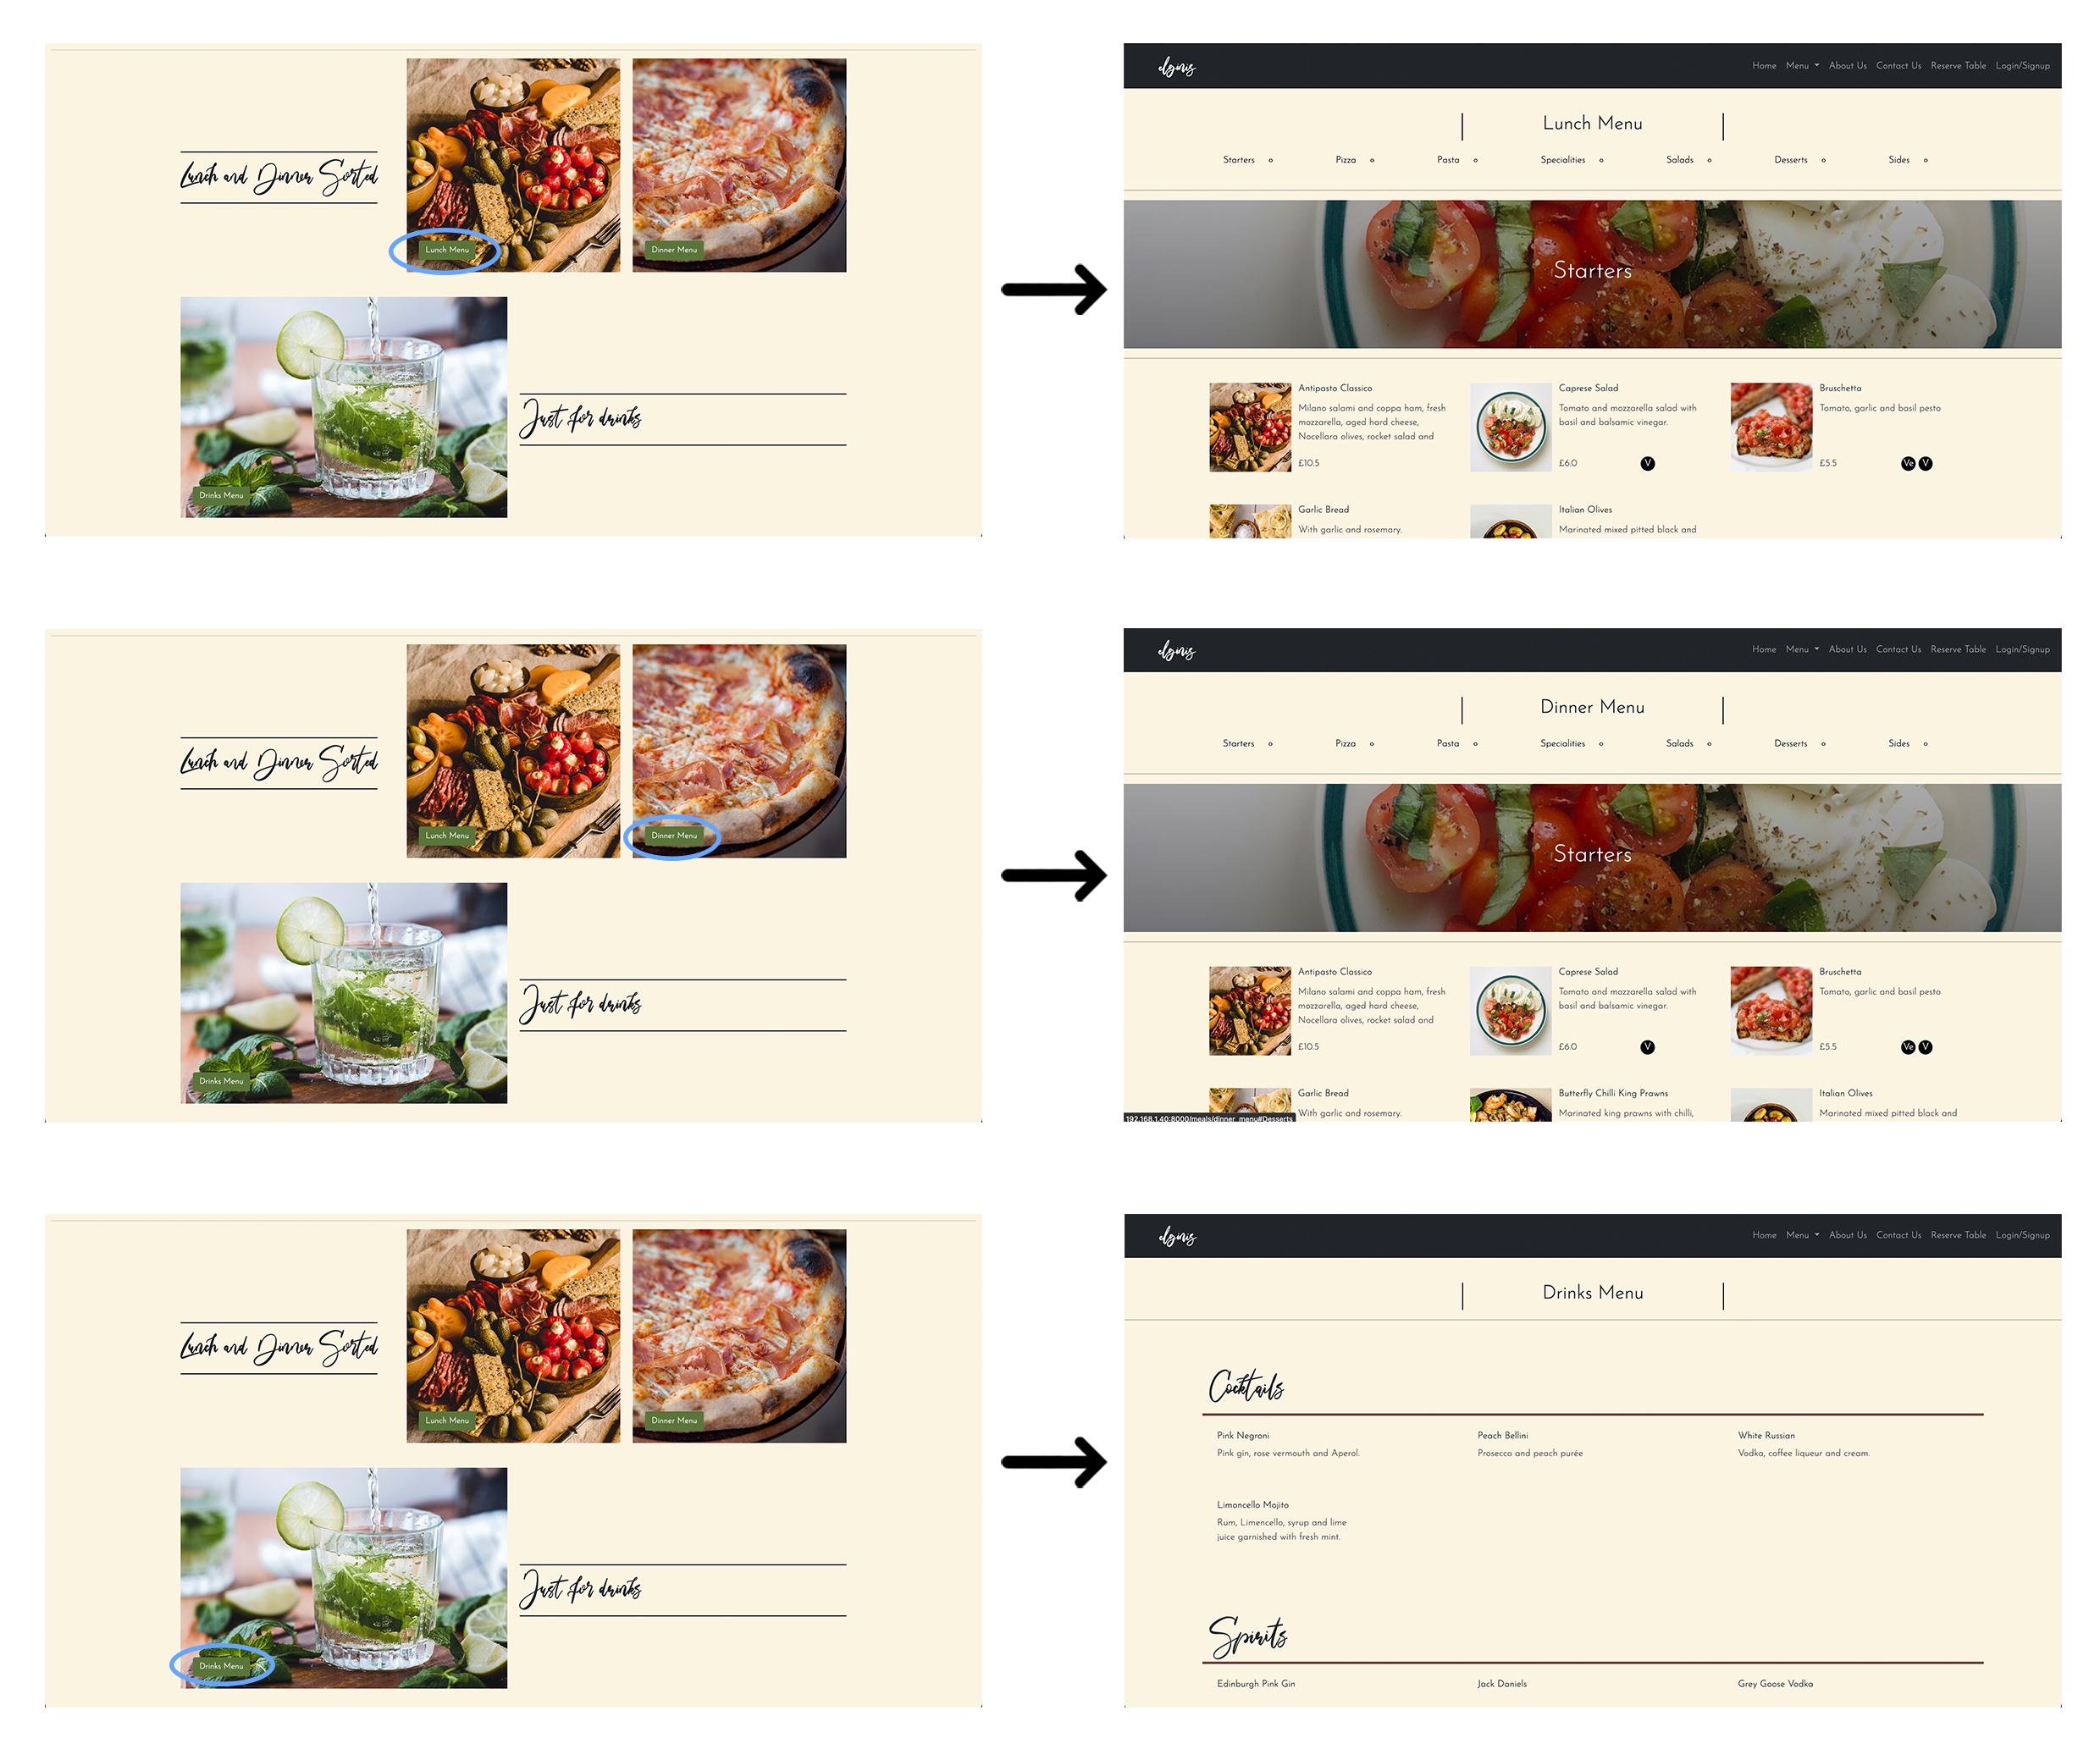 Lunch and Dinner Sorted
Lunch Menu
Dinner Menu
Drinks Menu
Just for drinks
elginis
Home Menu About Us Contact Us Reserve Table Login/Signup
Lunch Menu
Starters Pizza Pasta Specialities Salads Desserts Sides
Starters
Antipasto Classico
Milano salami and coppa ham, fresh
mozzarella, aged hard cheese,
Nocellara olives, rocket salad and
£10.5
Caprese Salad
Tomato and mozzarella salad with
basil and balsamic vinegar.
£6.0
V
Bruschetta
Tomato, garlic and basil pesto
£5.5
Ve V
Garlic Bread
With garlic and rosemary.
Italian Olives
Marinated mixed pitted black and
Lunch and Dinner Sorted
Lunch Menu
Dinner Menu
Drinks Menu
Just for drinks
elginis
Home Menu About Us Contact Us Reserve Table Login/Signup
Dinner Menu
Starters Pizza Pasta Specialities Salads Desserts Sides
Starters
Antipasto Classico
Milano salami and coppa ham, fresh
mozzarella, aged hard cheese,
Nocellara olives, rocket salad and
£10.5
Caprese Salad
Tomato and mozzarella salad with
basil and balsamic vinegar.
£6.0
V
Bruschetta
Tomato, garlic and basil pesto
£5.5
Ve V
Garlic Bread
With garlic and rosemary.
Butterfly Chilli King Prawns
Marinated king prawns with chilli,
Italian Olives
Marinated mixed pitted black and
192.168.1.40:8000/meals/dinner_menu#Desserts
Lunch and Dinner Sorted
Lunch Menu
Dinner Menu
Drinks Menu
Just for drinks
elginis
Home Menu About Us Contact Us Reserve Table Login/Signup
Drinks Menu
Cocktails
Pink Negroni
Pink gin, rose vermouth and Aperol.
Peach Bellini
Prosecco and peach purée
White Russian
Vodka, coffee liqueur and cream.
Limoncello Mojito
Rum, Limencello, syrup and lime
juice garnished with fresh mint.
Spirits
Edinburgh Pink Gin
Jack Daniels
Grey Goose Vodka